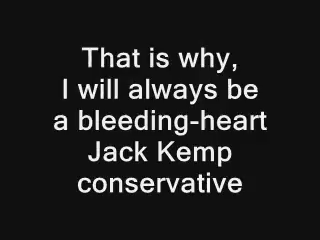 That is why,
I will always be
a bleeding-heart
Jack Kemp
conservative